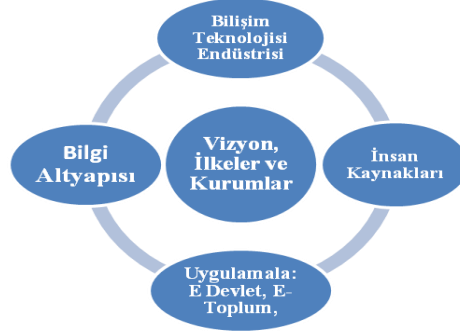 Bilişim
Teknolojisi
Endüstrisi
Bilgi
Altyapısı
Vizyon,
İlkeler ve
Kurumlar
İnsan
Kaynakları
Uygulamala:
E Devlet, E-
Toplum,